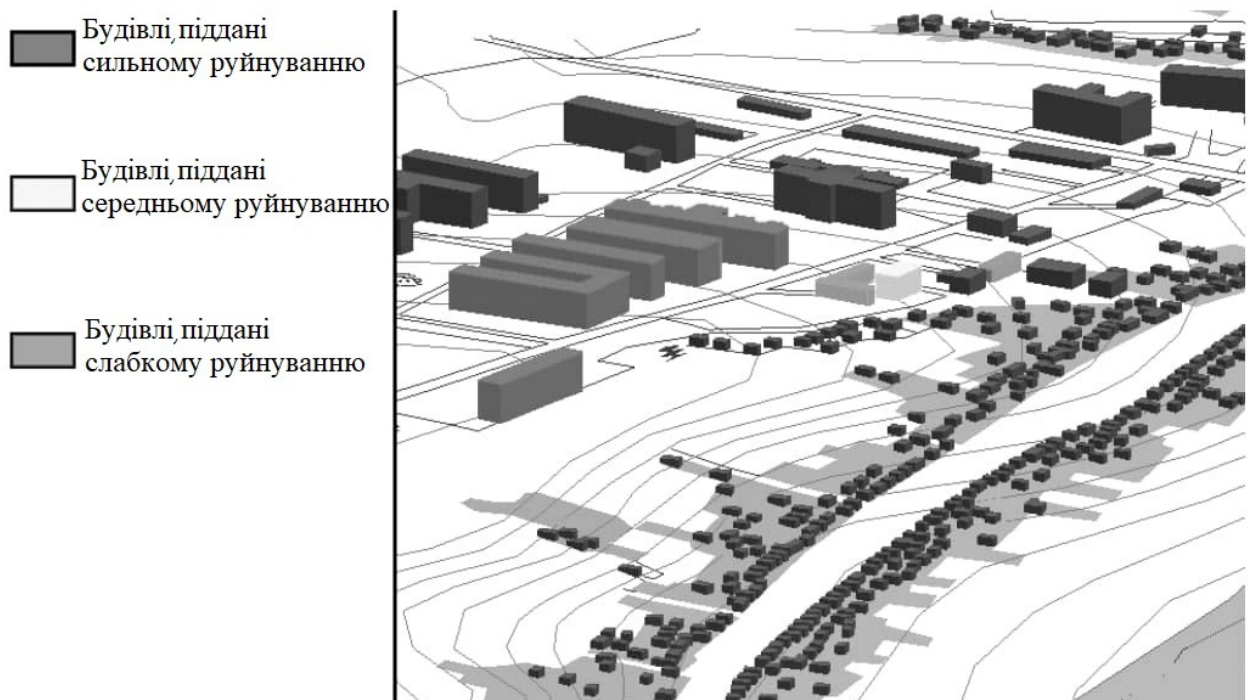 Будівлі, піддані
сильному руйнуванню
Будівлі, піддані
середньому руйнуванню
Будівлі, піддані
слабкому руйнуванню